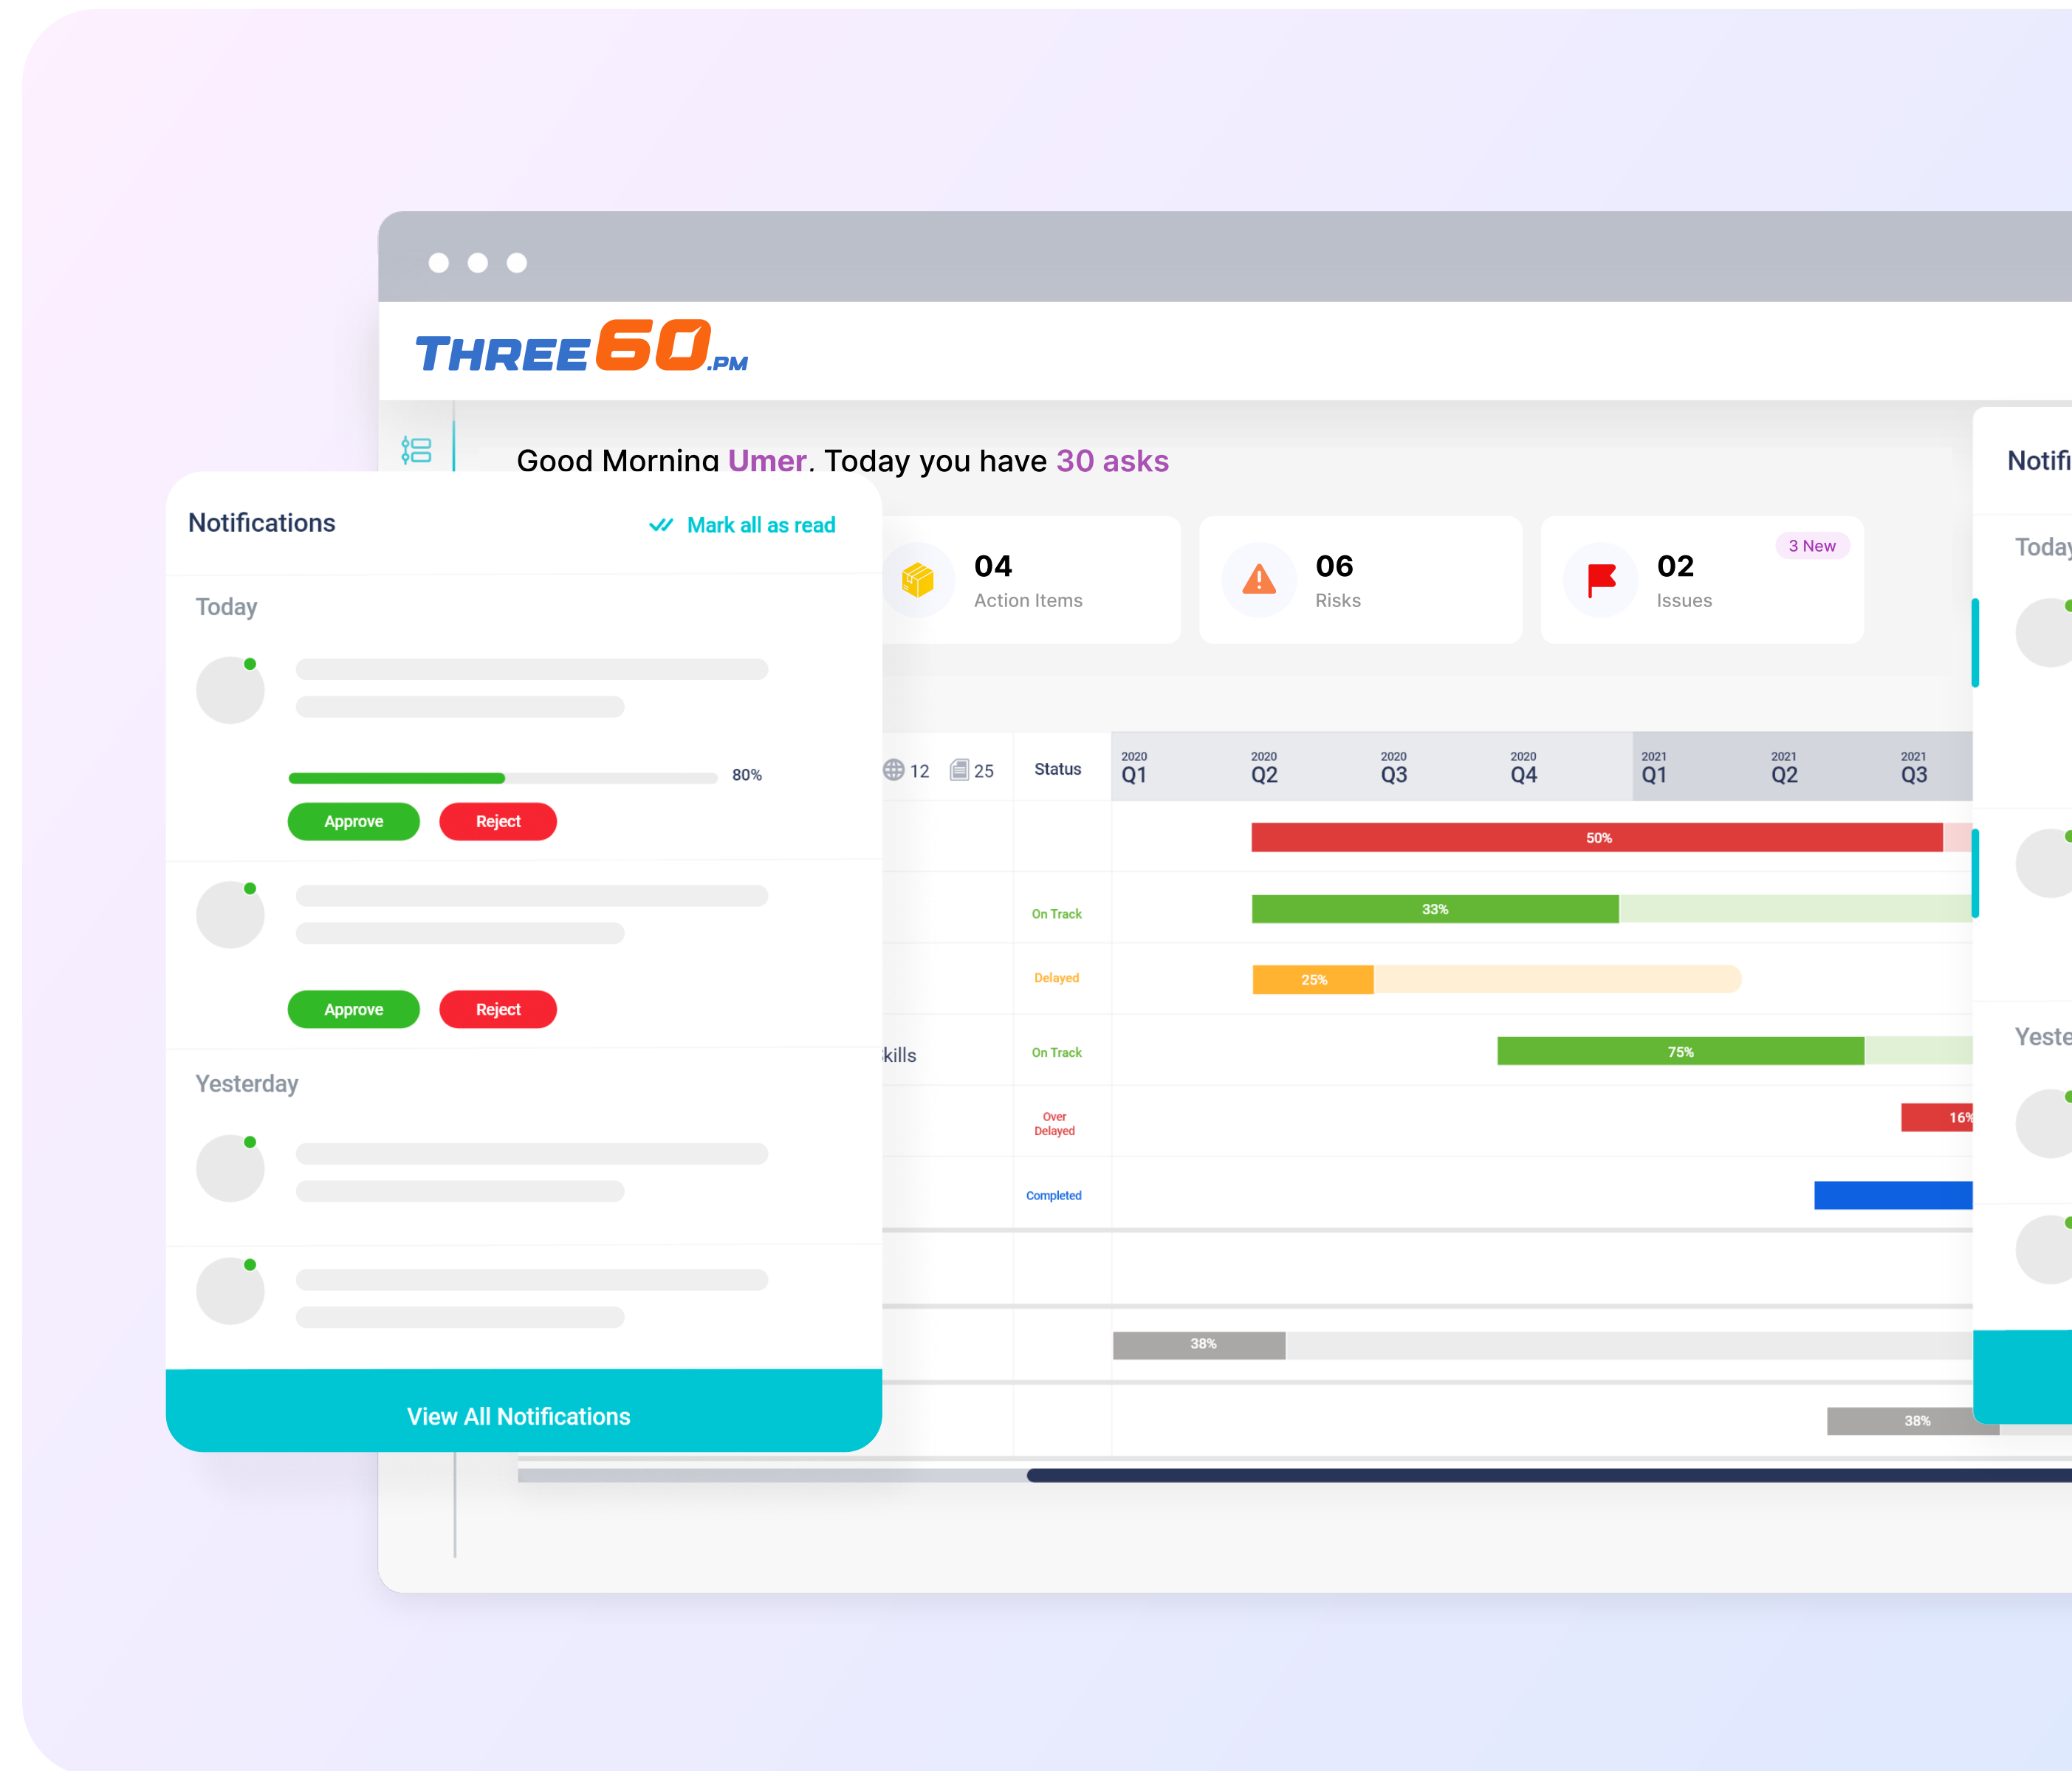 THREE60.PM
Good Morning Umer. Today you have 30 asks
Notifications
Mark all as read
Today
80%
Approve
Reject
Approve
Reject
Yesterday
View All Notifications
04
Action Items
06
Risks
3 New
02
Issues
12
25
Status
2020
Q1
2020
Q2
2020
Q3
2020
Q4
2021
Q1
2021
Q2
2021
Q3
50%
On Track
33%
Delayed
25%
kills
On Track
75%
Over
Delayed
16%
Completed
38%
38%
Notifi
Today
Yeste